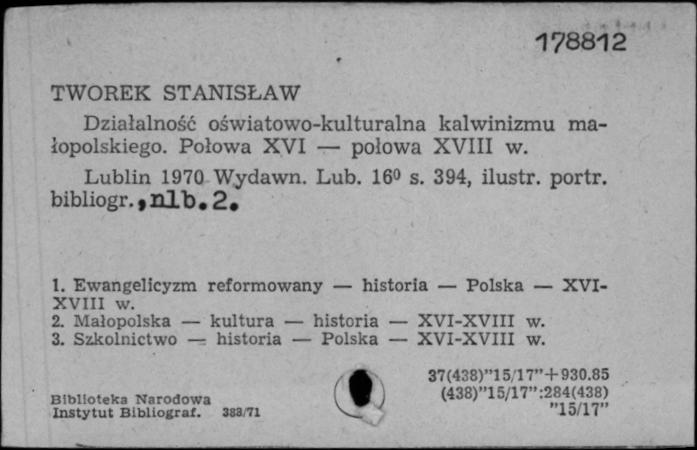 178812
TWOREK STANISŁAW
Działalność oświatowo-kulturalna kalwinizmu ma-
łopolskiego. Połowa XVI — połowa XVIII w.
Lublin 1970 Wydawn. Lub. 16⁰ s. 394, ilustr. portr.
bibliogr.,nlb.2.
1. Ewangelicyzm reformowany — historia — Polska — XVI-
XVIII w.
2. Małopolska — kultura — historia — XVI-XVIII w.
3. Szkolnictwo — historia — Polska — XVI-XVIII w.
37(438)”15/17”+930.85
(438)”15/17”:284(438)
”15/17”
Biblioteka Narodowa
Instytut Bibliograf. 383/71